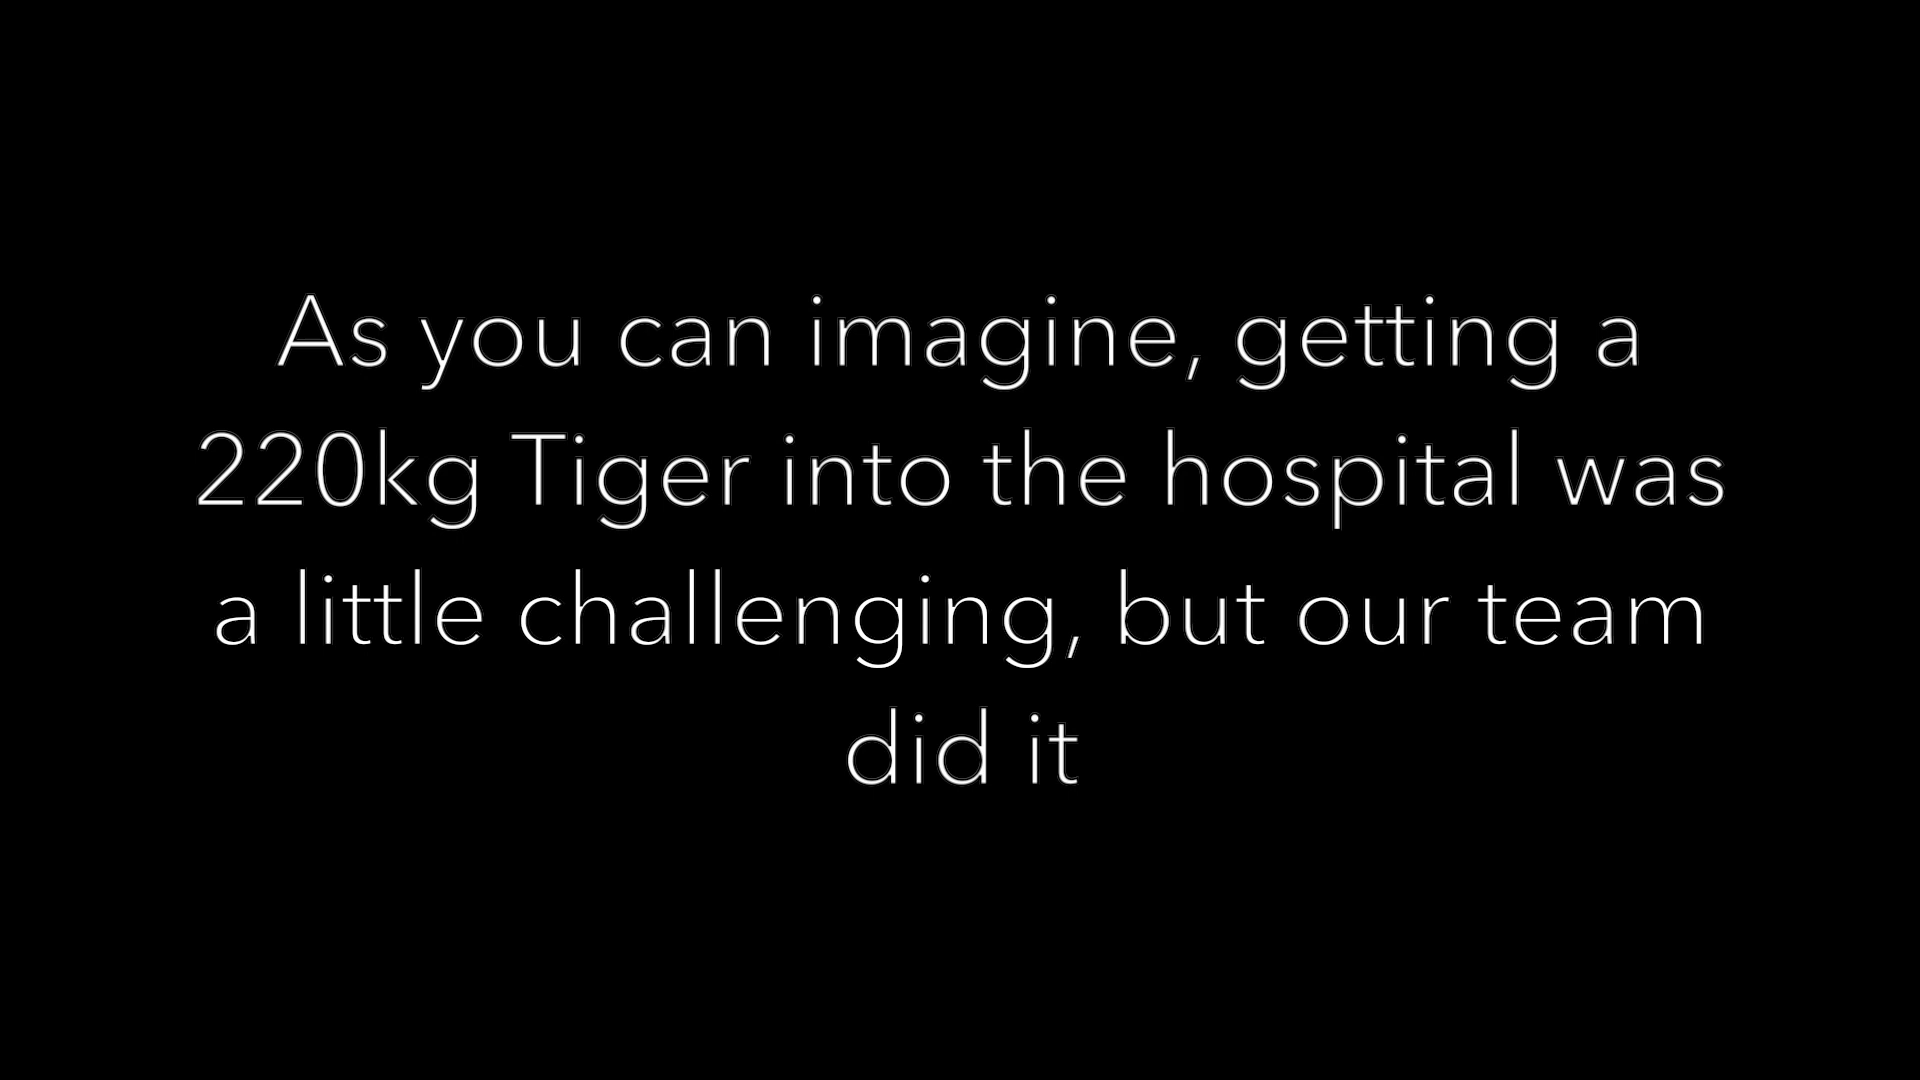 As you can imagine, getting a
220kg Tiger into the hospital was
a little challenging, but our team
did it